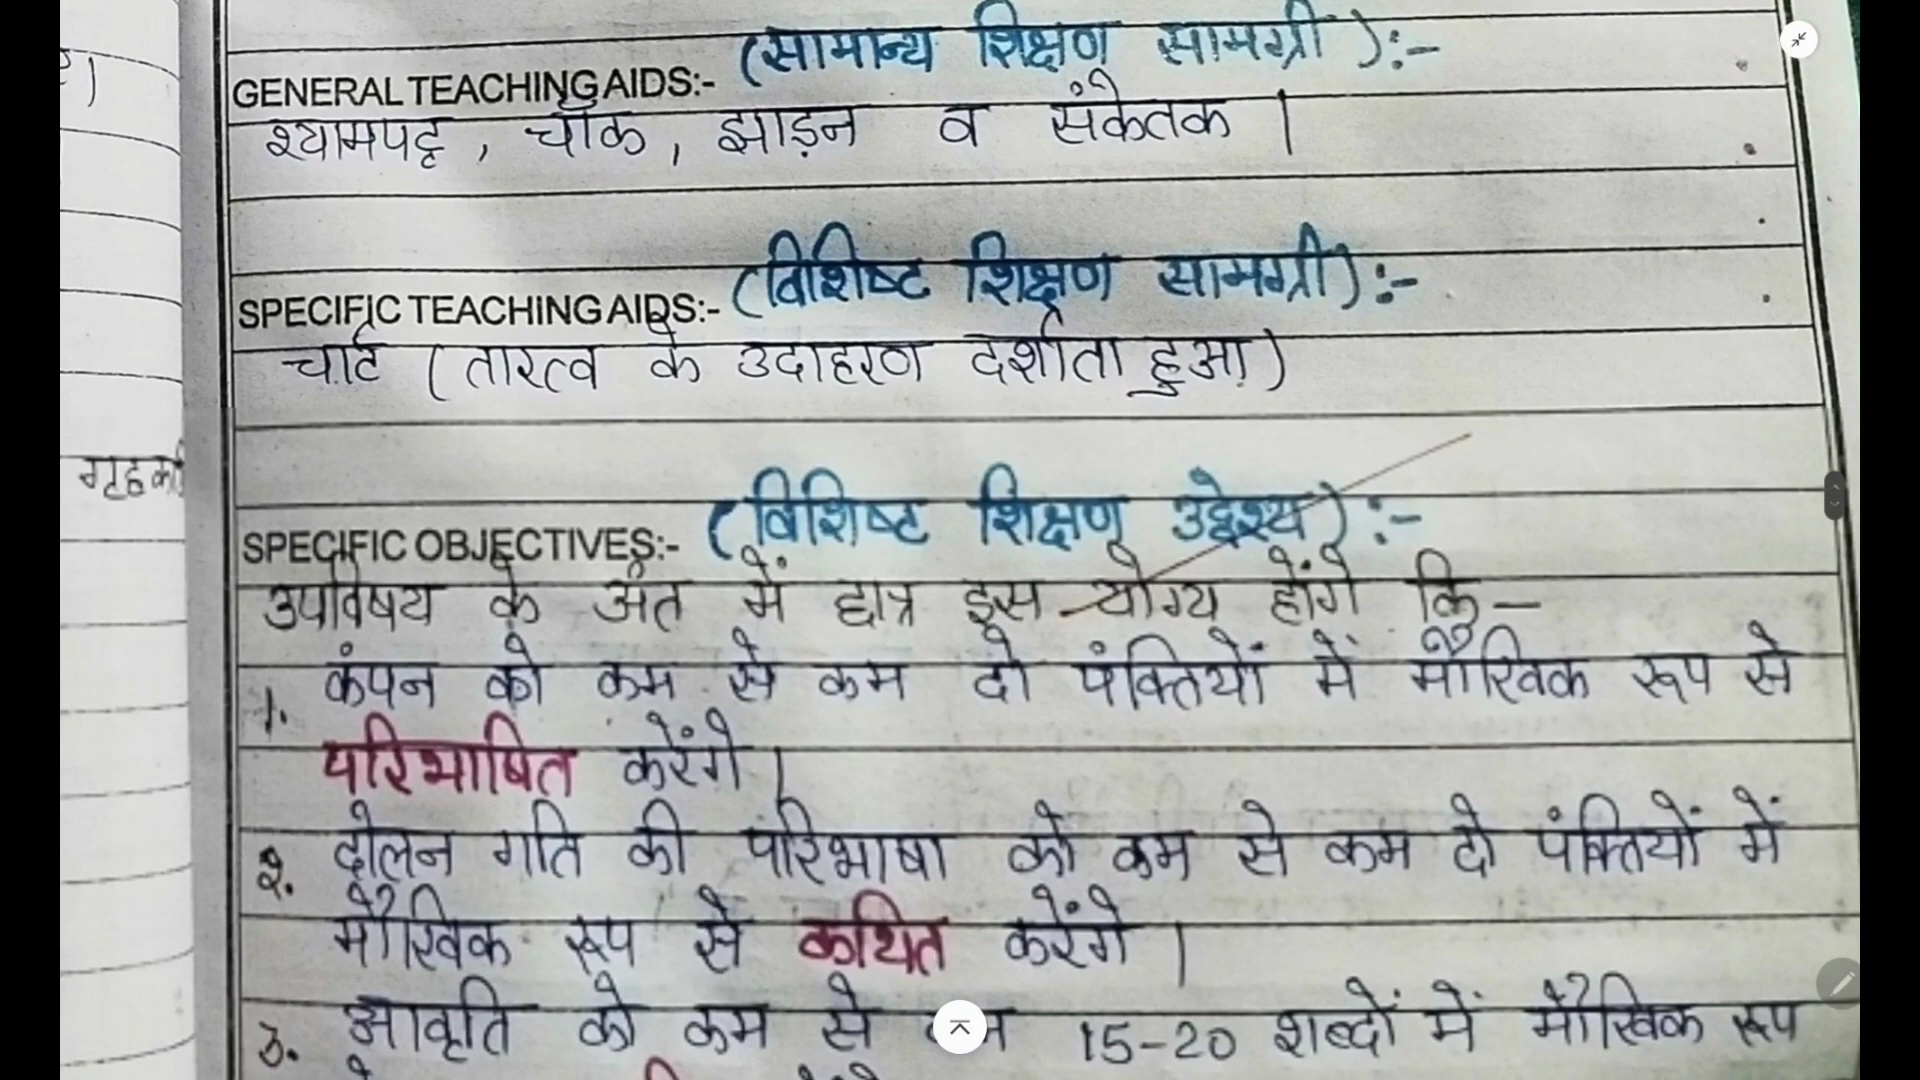 (सामान्य शिक्षण सामग्री):-
GENERAL TEACHING AIDS:-
श्यामपट्ट, चॉक, झाड़न व संकेतक |
(विशिष्ट शिक्षण सामग्री):-
SPECIFIC TEACHING AIDS:-
चार्ट (तारत्व के उदाहरण दर्शाता हुआ)
गृहका
(विशिष्ट शिक्षण उद्देश्य):-
SPECIFIC OBJECTIVES:-
उपविषय के अंत में छात्र इस योग्य होंगे कि—
1. कंपन को कम से कम दो पंक्तियों में मौखिक रूप से
परिभाषित करेंगे |
2. दोलन गति की परिभाषा को कम से कम दो पंक्तियों में
मौखिक रूप से कथित करेंगे |
3. आवृति को कम से 15-20 शब्दों में मौखिक रूप